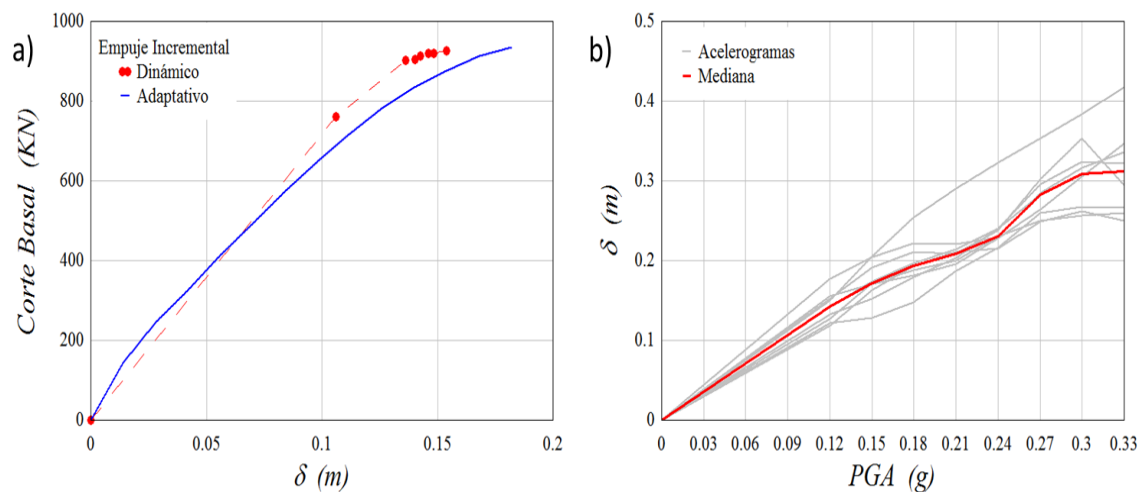 a)
Empuje Incremental
Dinámico
Adaptativo
Corte Basal (KN)
1000
800
600
400
200
0
0 0.05 0.1 0.15 0.2
δ (m)
b)
Acelerogramas
Mediana
δ (m)
0.5
0.4
0.3
0.2
0.1
0
0 0.03 0.06 0.09 0.12 0.15 0.18 0.21 0.24 0.27 0.3 0.33
PGA (g)